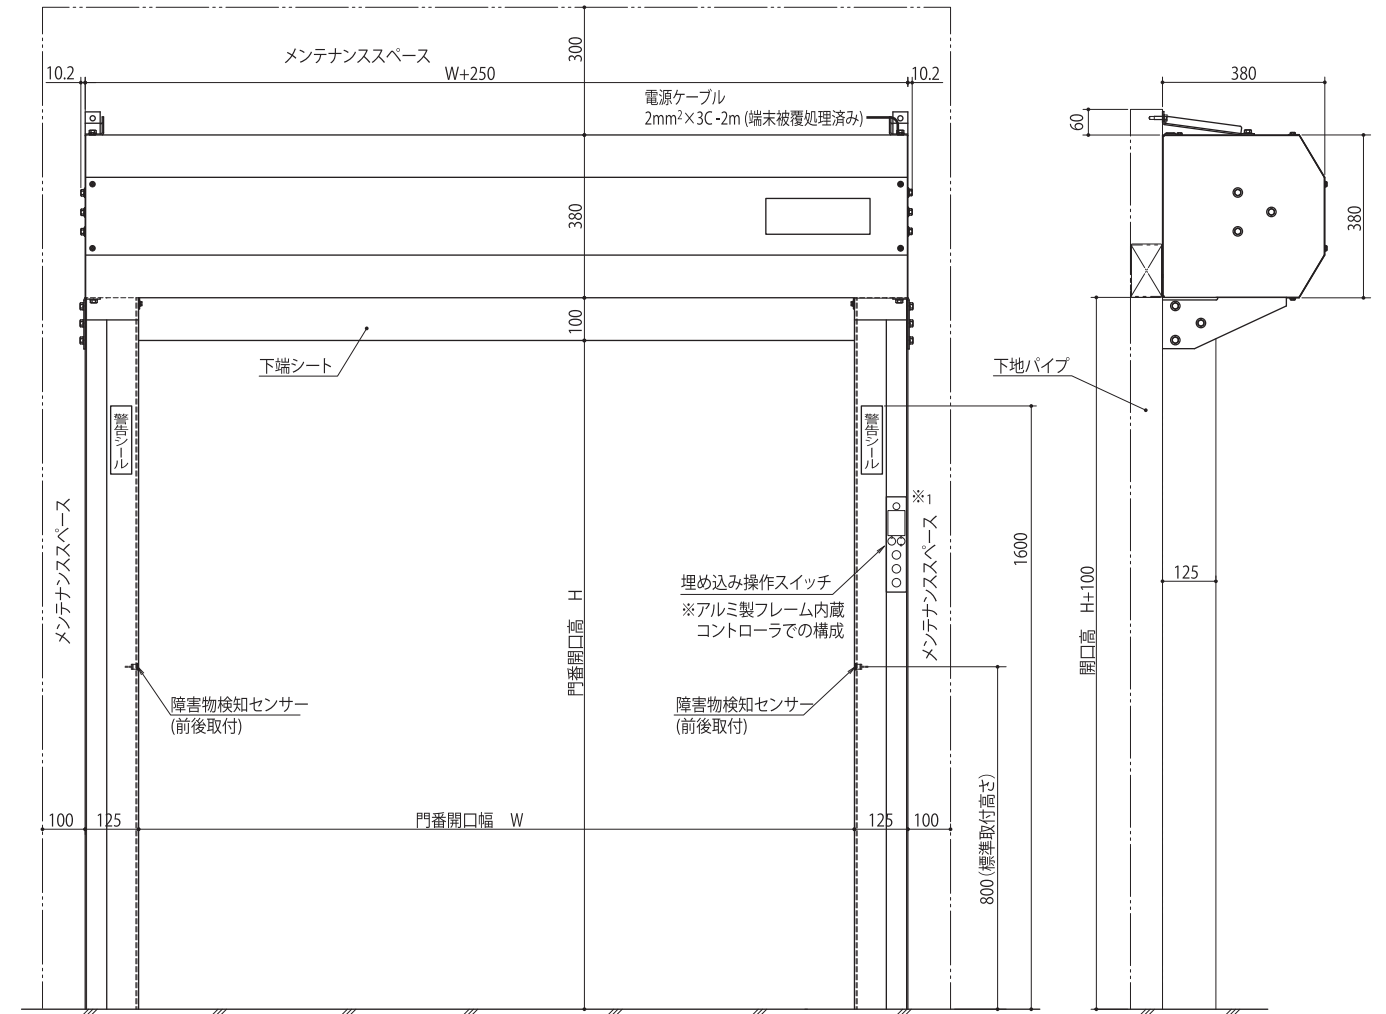 300
メンテナンススペース
10.2
W+250
10.2
380
電源ケーブル
2mm²×3C-2m (端末被覆処理済み)
60
380
380
100
下端シート
下地パイプ
警告シール
警告シール
※1
メンテナンススペース
メンテナンススペース
1600
125
埋め込み操作スイッチ
※アルミ製フレーム内蔵
コントローラでの構成
門番開口高 H
開口高 H+100
障害物検知センサー
(前後取付)
障害物検知センサー
(前後取付)
800 (標準取付高さ)
100
125
門番開口幅 W
125
100